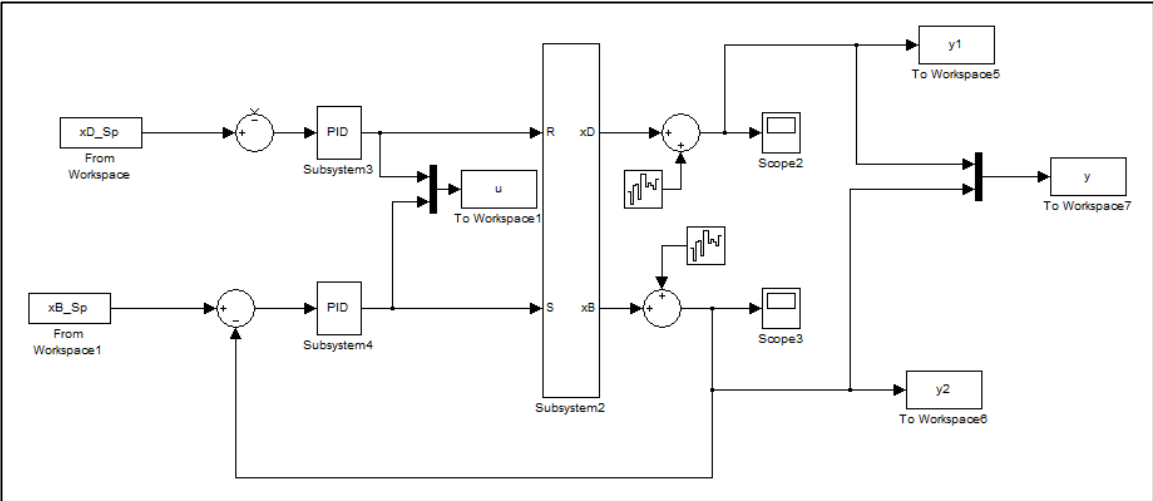 y1
To Workspace5
xD_Sp
From
Workspace
+
−
PID
Subsystem3
R
xD
+
+
Scope2
u
To Workspace1
y
To Workspace7
xB_Sp
From
Workspace1
+
−
PID
Subsystem4
S
xB
+
+
Scope3
Subsystem2
y2
To Workspace6